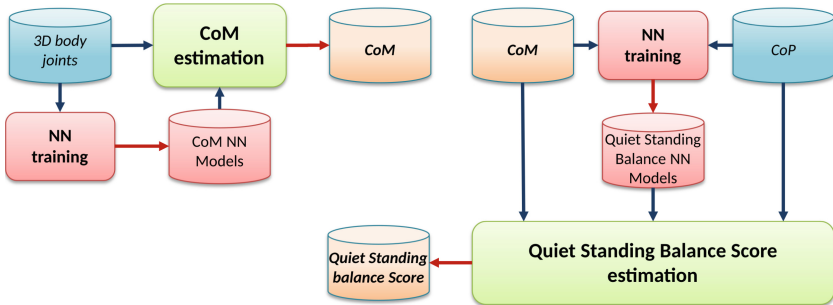 3D body
joints
CoM
estimation
CoM
NN
training
CoM NN
Models
CoM
NN
training
CoP
Quiet Standing
Balance NN
Models
Quiet Standing
balance Score
Quiet Standing Balance Score
estimation